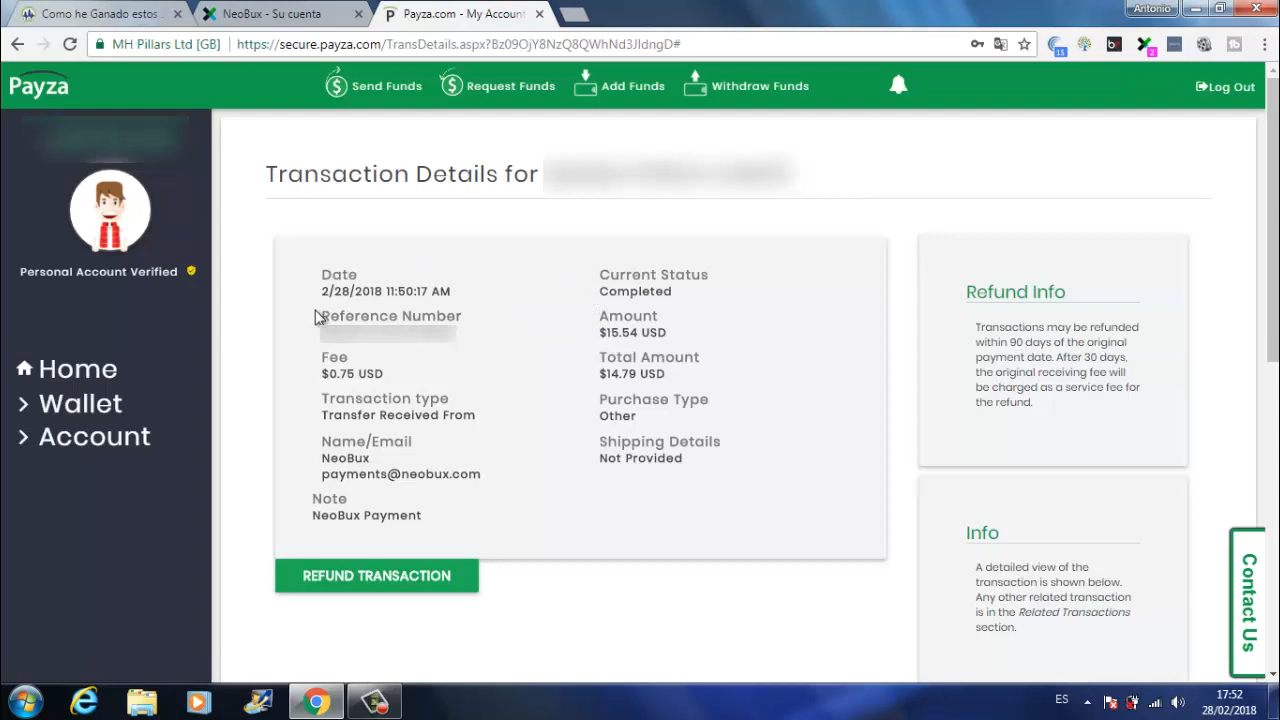 Como he Ganado estos
NeoBux - Su cuenta
Payza.com - My Account
Antonio
MH Pillars Ltd [GB]
https://secure.payza.com/TransDetails.aspx?Bz09OjY8NzQ8QWhNd3JldngD#
15
2
Payza
Send Funds
Request Funds
Add Funds
Withdraw Funds
Log Out
Personal Account Verified
Home
Wallet
Account
Transaction Details for
Date
2/28/2018 11:50:17 AM
Reference Number
Fee
$0.75 USD
Transaction type
Transfer Received From
Name/Email
NeoBux
payments@neobux.com
Note
NeoBux Payment
Current Status
Completed
Amount
$15.54 USD
Total Amount
$14.79 USD
Purchase Type
Other
Shipping Details
Not Provided
REFUND TRANSACTION
Refund Info
Transactions may be refunded
within 90 days of the original
payment date. After 30 days,
the original receiving fee will
be charged as a service fee for
the refund.
Info
A detailed view of the
transaction is shown below.
Any other related transaction
is in the Related Transactions
section.
Contact Us
ES
17:52
28/02/2018